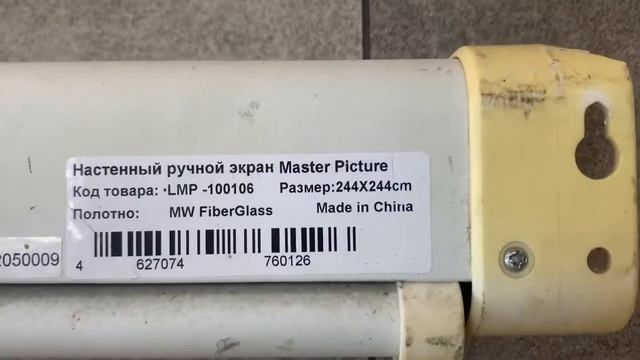 Настенный ручной экран Master Picture
Код товара: ·LMP -100106 Размер:244X244cm
Полотно: MW FiberGlass Made in China
2050009
4 627074 760126